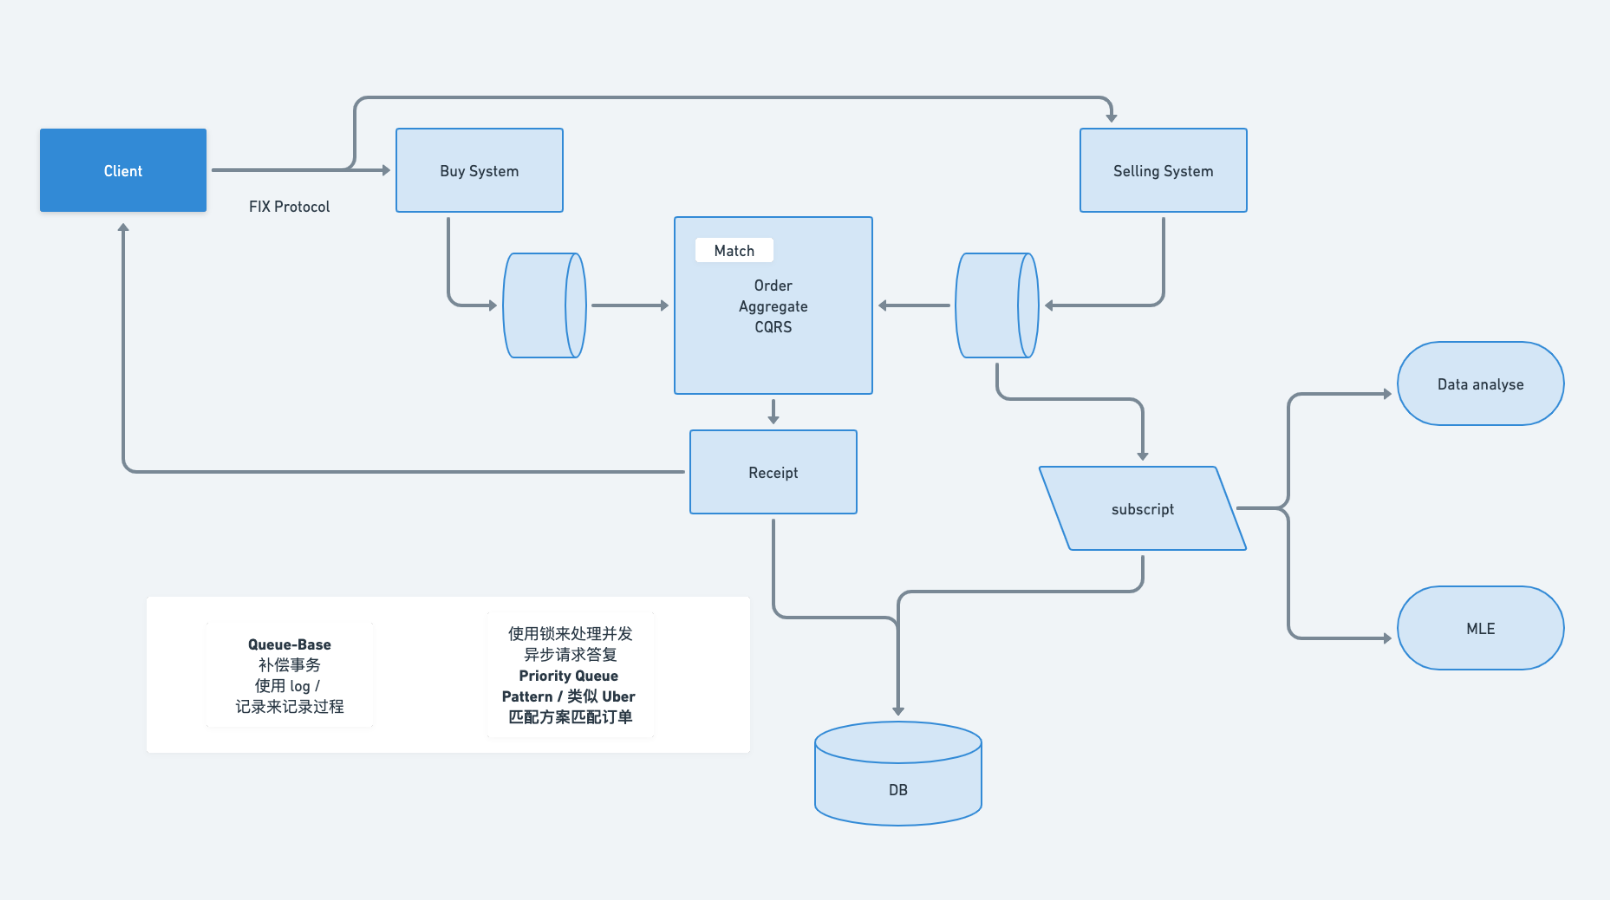 Client
FIX Protocol
Buy System
Selling System
Match
Order
Aggregate
CQRS
Data analyse
Receipt
subscript
MLE
Queue-Base
补偿事务
使用 log /
记录来记录过程
使用锁来处理并发
异步请求答复
Priority Queue
Pattern / 类似 Uber
匹配方案匹配订单
DB